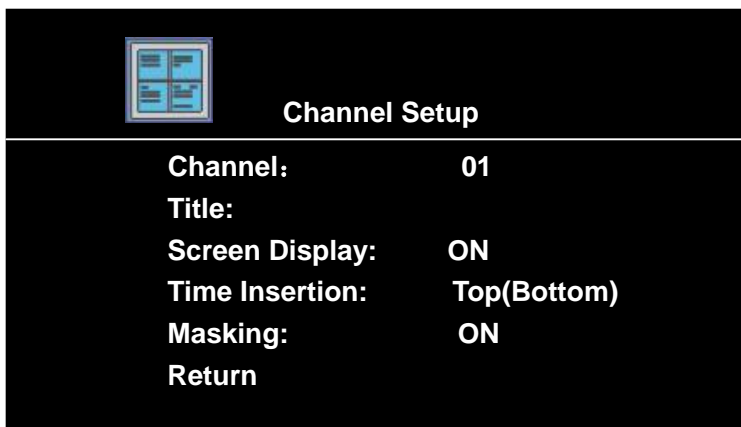 Channel Setup
Channel： 01
Title:
Screen Display: ON
Time Insertion: Top(Bottom)
Masking: ON
Return